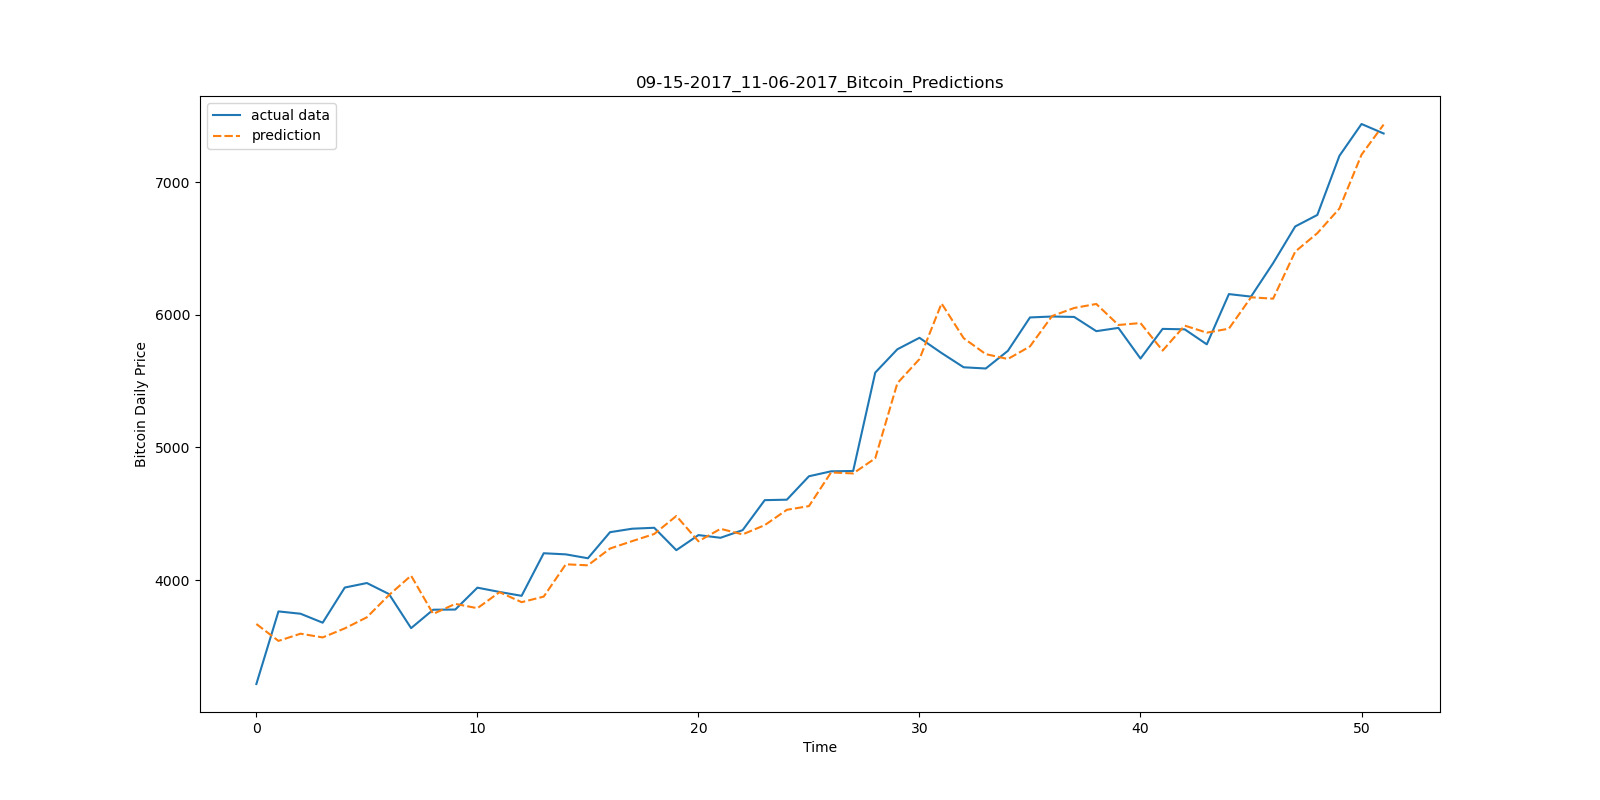 09-15-2017_11-06-2017_Bitcoin_Predictions
actual data
prediction
7000
6000
5000
4000
Bitcoin Daily Price
0 10 20 30 40 50
Time